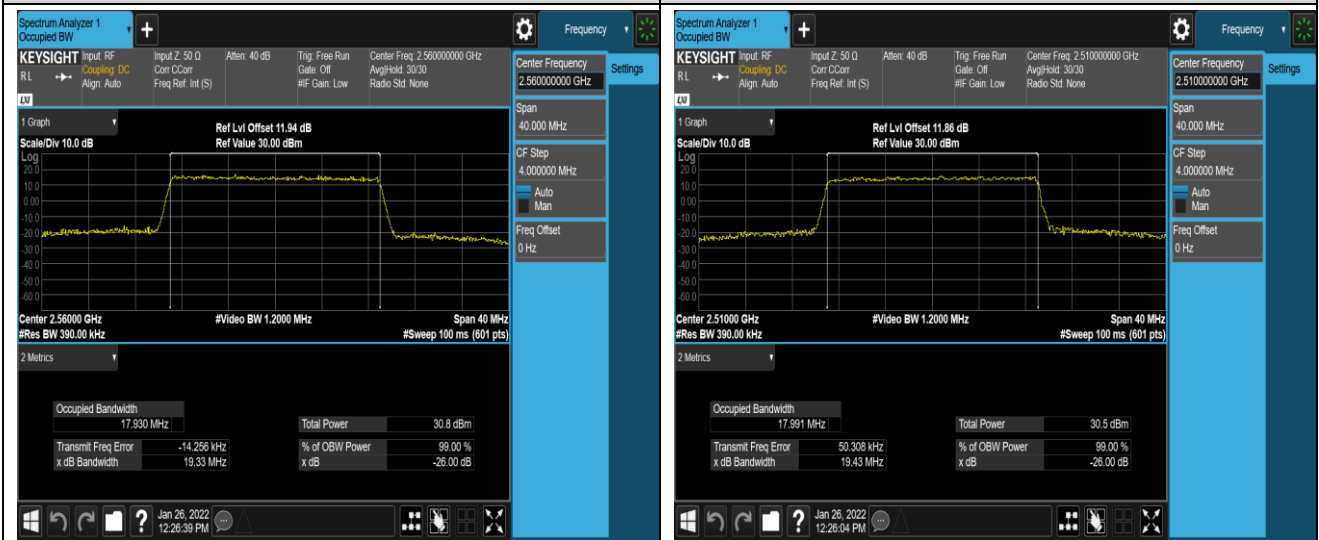 Spectrum Analyzer 1
Occupied BW
+
Frequency
KEYSIGHT Input: RF Input Z: 50 Ω Atten: 40 dB Trig: Free Run Center Freq: 2.560000000 GHz
RL Coupling: DC Corr CCorr Gate: Off Avg|Hold: 30/30
Align: Auto Freq Ref: Int (S) #IF Gain: Low Radio Std: None
LXI
Center Frequency
2.560000000 GHz
Settings
Span
40.000 MHz
CF Step
4.000000 MHz
Auto
Man
Freq Offset
0 Hz
1 Graph
Ref Lvl Offset 11.94 dB
Scale/Div 10.0 dB Ref Value 30.00 dBm
Log
20.0
10.0
0.00
-10.0
-20.0
-30.0
-40.0
-50.0
-60.0
Center 2.56000 GHz #Video BW 1.2000 MHz Span 40 MHz
#Res BW 390.00 kHz #Sweep 100 ms (601 pts)
2 Metrics
Occupied Bandwidth
17.930 MHz Total Power 30.8 dBm
Transmit Freq Error -14.256 kHz % of OBW Power 99.00 %
x dB Bandwidth 19.33 MHz x dB -26.00 dB
? Jan 26, 2022
12:26:39 PM
Spectrum Analyzer 1
Occupied BW
+
Frequency
KEYSIGHT Input: RF Input Z: 50 Ω Atten: 40 dB Trig: Free Run Center Freq: 2.510000000 GHz
RL Coupling: DC Corr CCorr Gate: Off Avg|Hold: 30/30
Align: Auto Freq Ref: Int (S) #IF Gain: Low Radio Std: None
LXI
Center Frequency
2.510000000 GHz
Settings
Span
40.000 MHz
CF Step
4.000000 MHz
Auto
Man
Freq Offset
0 Hz
1 Graph
Ref Lvl Offset 11.86 dB
Scale/Div 10.0 dB Ref Value 30.00 dBm
Log
20.0
10.0
0.00
-10.0
-20.0
-30.0
-40.0
-50.0
-60.0
Center 2.51000 GHz #Video BW 1.2000 MHz Span 40 MHz
#Res BW 390.00 kHz #Sweep 100 ms (601 pts)
2 Metrics
Occupied Bandwidth
17.991 MHz Total Power 30.5 dBm
Transmit Freq Error 50.308 kHz % of OBW Power 99.00 %
x dB Bandwidth 19.43 MHz x dB -26.00 dB
? Jan 26, 2022
12:26:04 PM